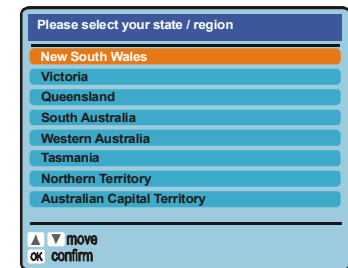 Please select your state / region
New South Wales
Victoria
Queensland
South Australia
Western Australia
Tasmania
Northern Territory
Australian Capital Territory
▲ ▼ move
OK confirm